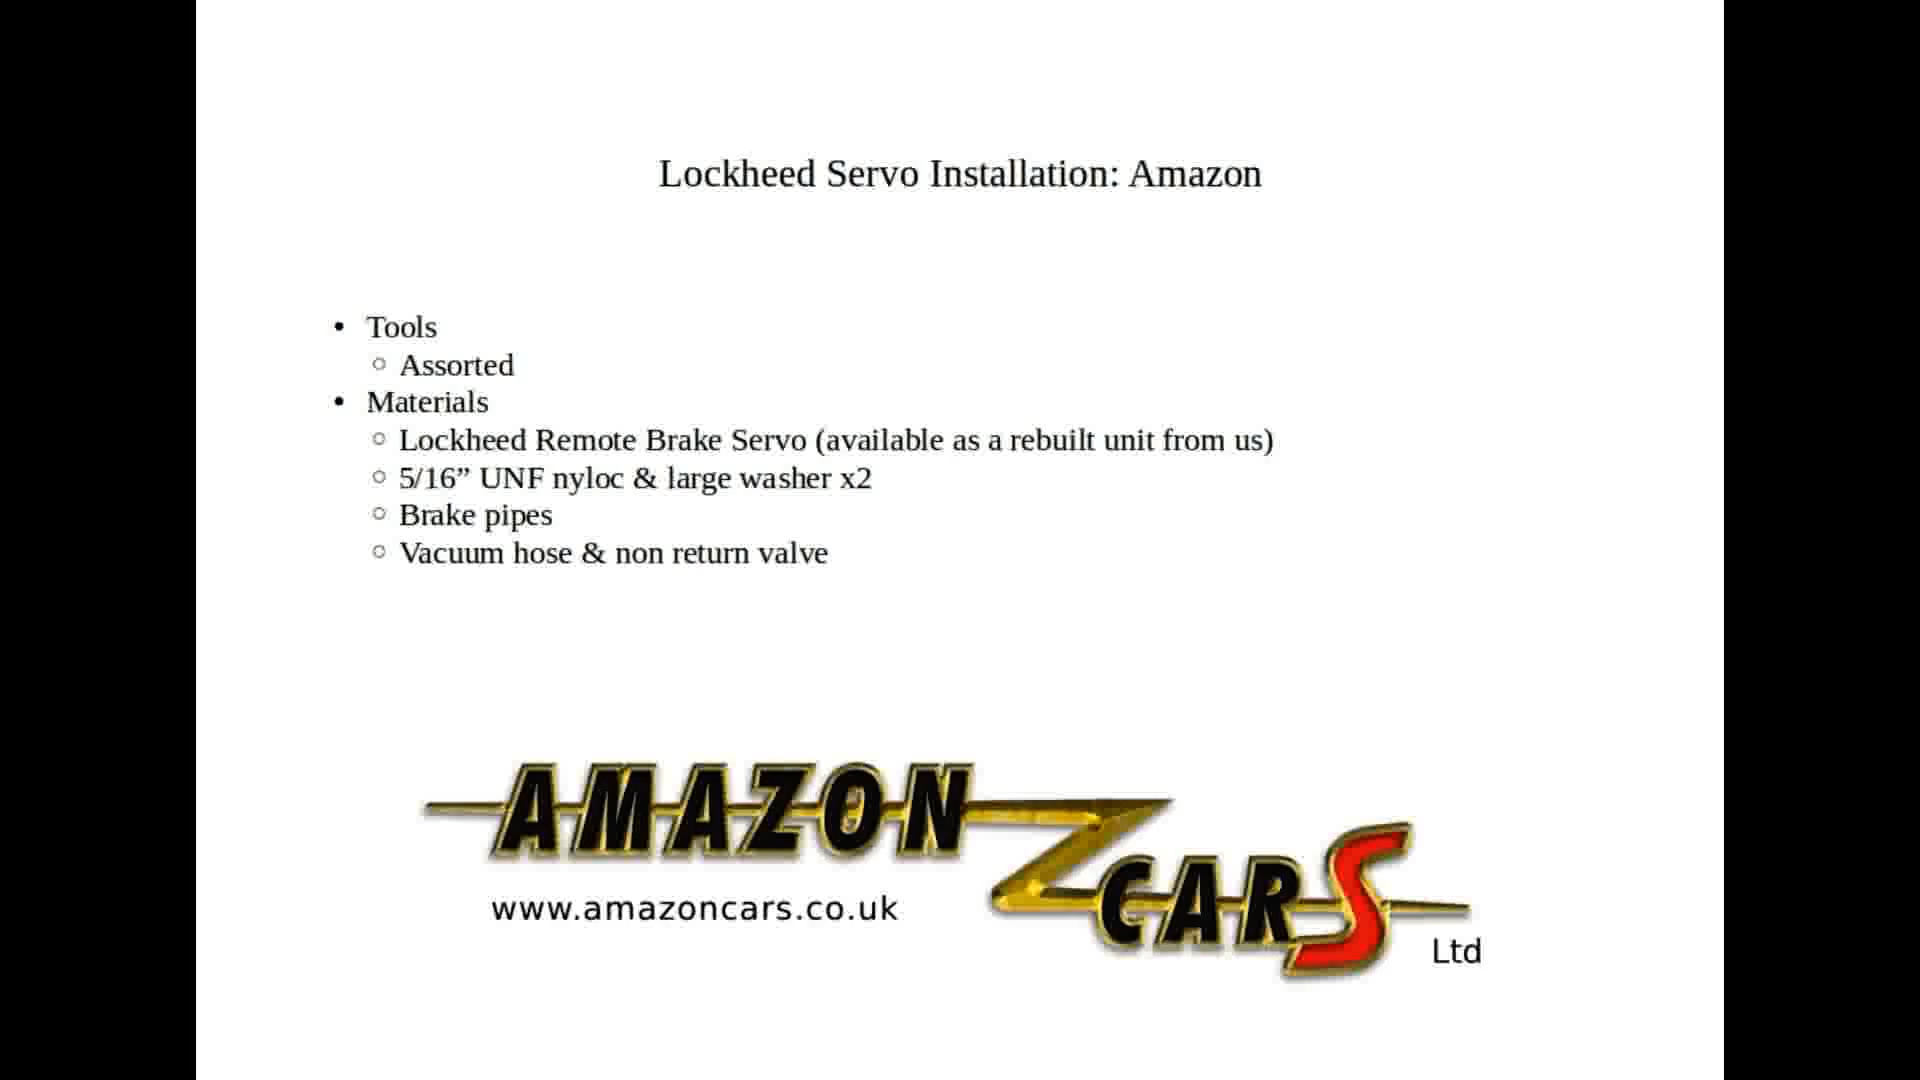 Lockheed Servo Installation: Amazon
• Tools
○ Assorted
• Materials
○ Lockheed Remote Brake Servo (available as a rebuilt unit from us)
○ 5/16” UNF nyloc & large washer x2
○ Brake pipes
○ Vacuum hose & non return valve
AMAZON
CARS
www.amazoncars.co.uk
Ltd